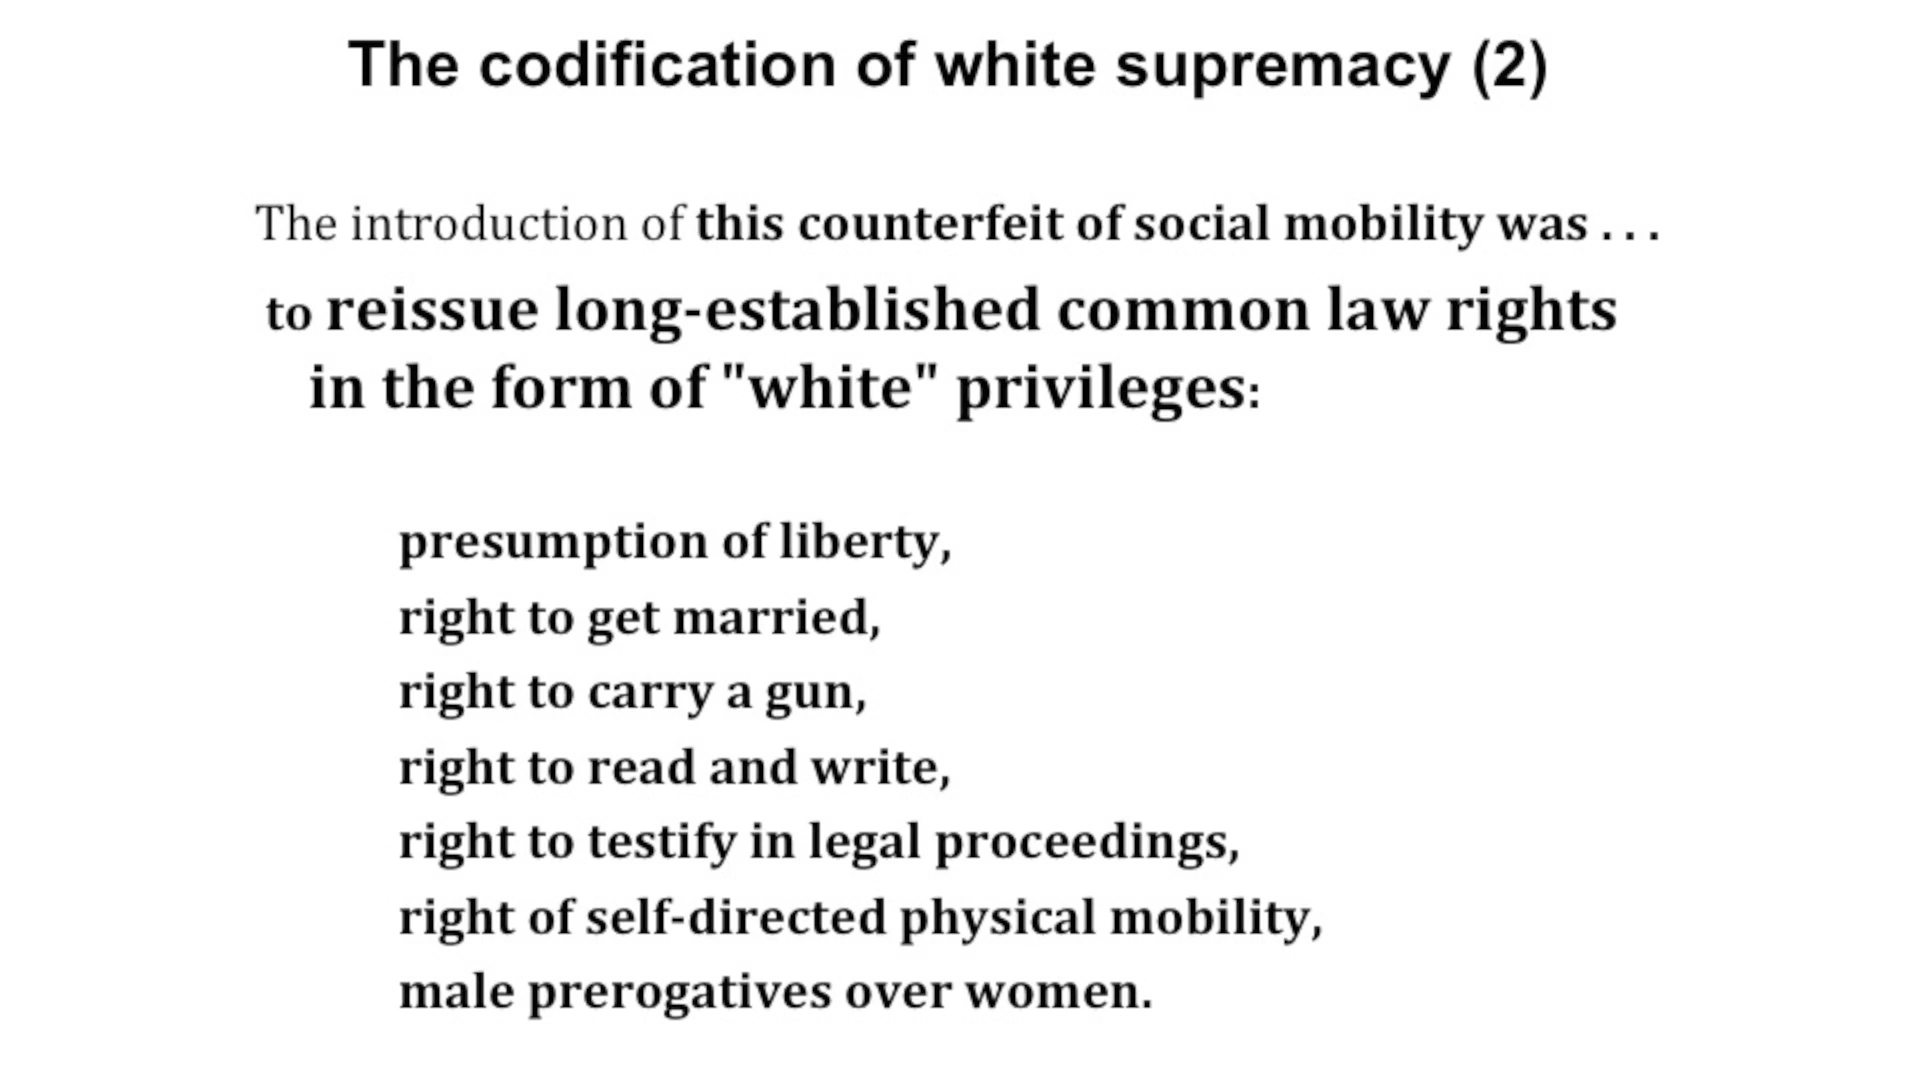 The codification of white supremacy (2)
The introduction of this counterfeit of social mobility was . . .
to reissue long-established common law rights
in the form of "white" privileges:
presumption of liberty,
right to get married,
right to carry a gun,
right to read and write,
right to testify in legal proceedings,
right of self-directed physical mobility,
male prerogatives over women.